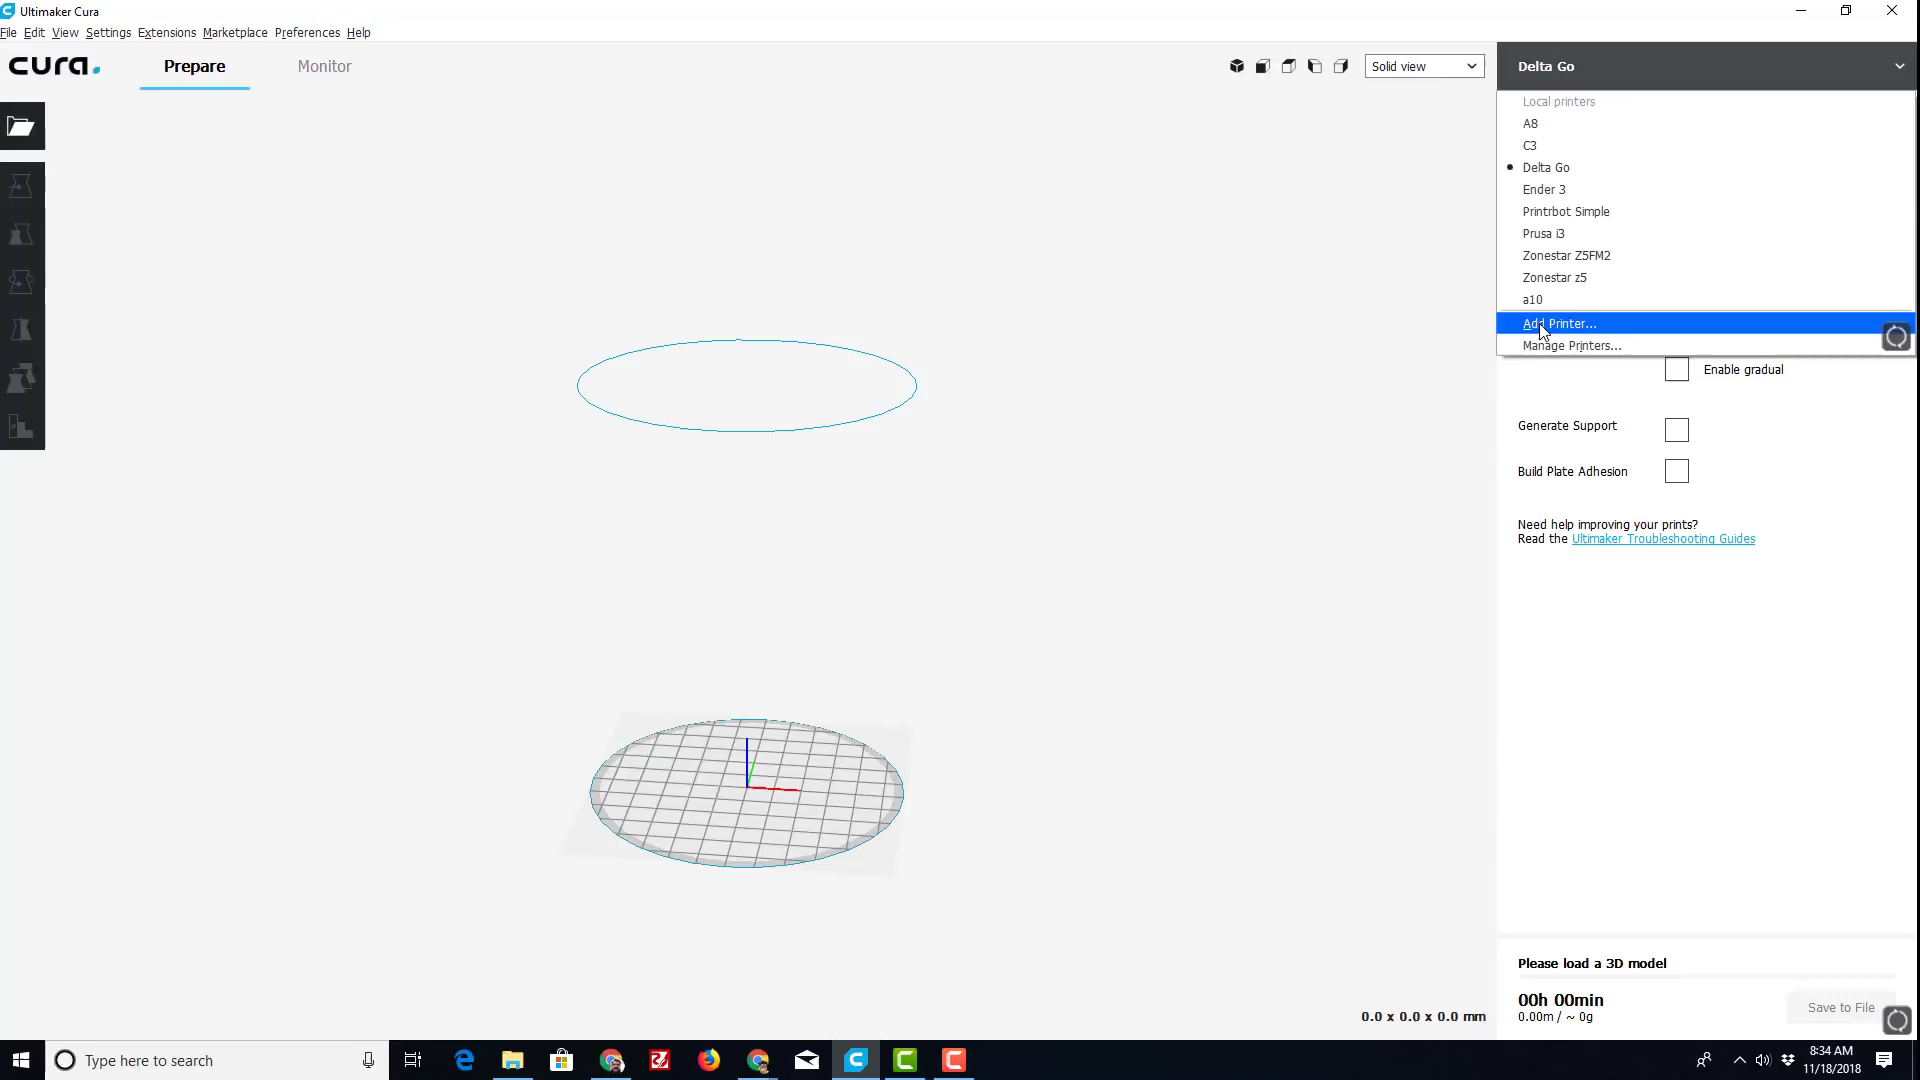 Ultimaker Cura
File Edit View Settings Extensions Marketplace Preferences Help
cura.
Prepare
Monitor
Solid view
Delta Go
Local printers
A8
C3
Delta Go
Ender 3
Printrbot Simple
Prusa i3
Zonestar Z5FM2
Zonestar z5
a10
Add Printer...
Manage Printers...
Enable gradual
Generate Support
Build Plate Adhesion
Need help improving your prints?
Read the Ultimaker Troubleshooting Guides
Please load a 3D model
00h 00min
0.00m / ~ 0g
Save to File
0.0 x 0.0 x 0.0 mm
Type here to search
8:34 AM
11/18/2018